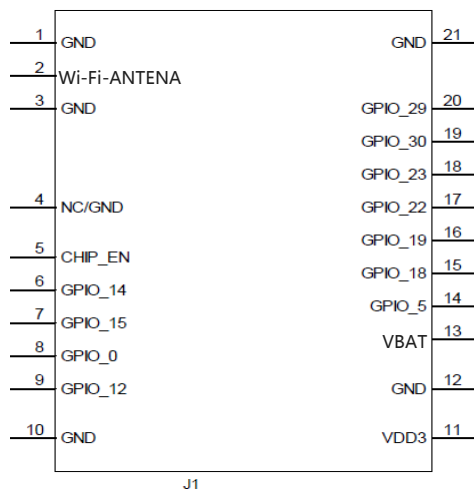 1 GND GND 21
2 Wi-Fi-ANTENA
3 GND GPIO_29 20
GPIO_30 19
GPIO_23 18
4 NC/GND GPIO_22 17
GPIO_19 16
5 CHIP_EN
GPIO_18 15
6 GPIO_14
GPIO_5 14
7 GPIO_15
VBAT 13
8 GPIO_0
9 GPIO_12 GND 12
10 GND VDD3 11
J1